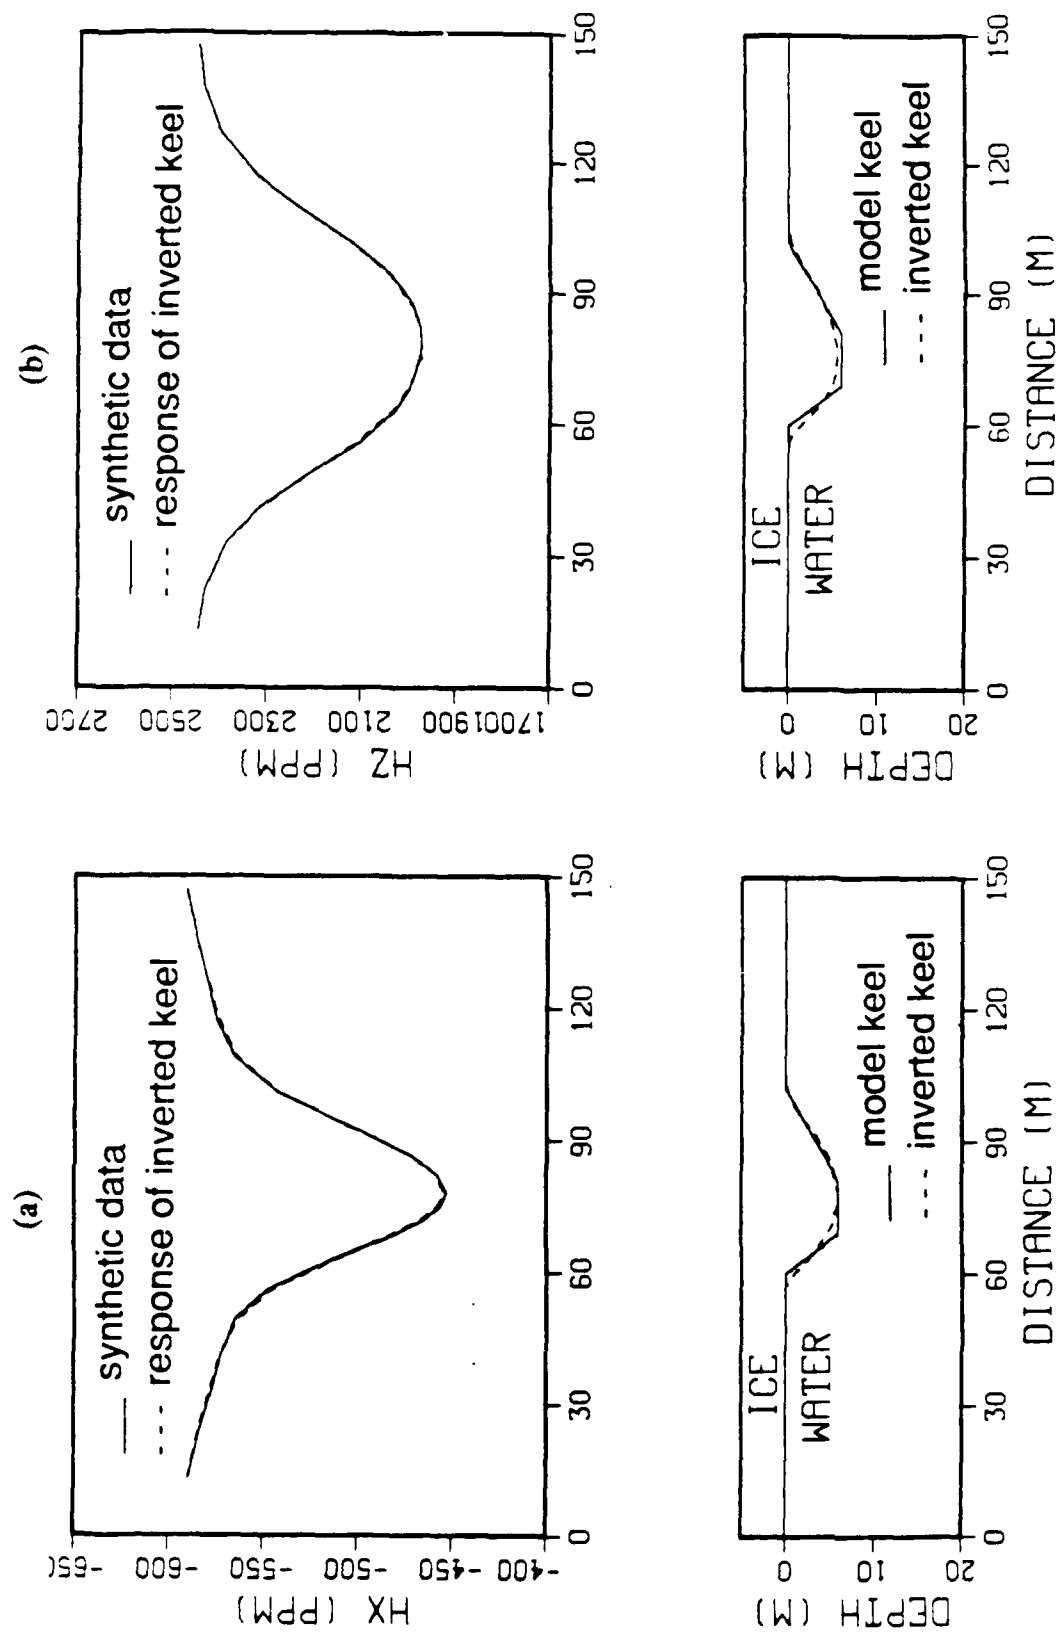 (a)
HX (PPM)
-650
-600
-550
-500
-450
-400
synthetic data
response of inverted keel
0
30
60
90
120
150
DEPTH (M)
0
10
20
ICE
WATER
model keel
inverted keel
0
30
60
90
120
150
DISTANCE (M)
(b)
HZ (PPM)
2700
2500
2300
2100
1900
1700
synthetic data
response of inverted keel
0
30
60
90
120
150
DEPTH (M)
0
10
20
ICE
WATER
model keel
inverted keel
0
30
60
90
120
150
DISTANCE (M)